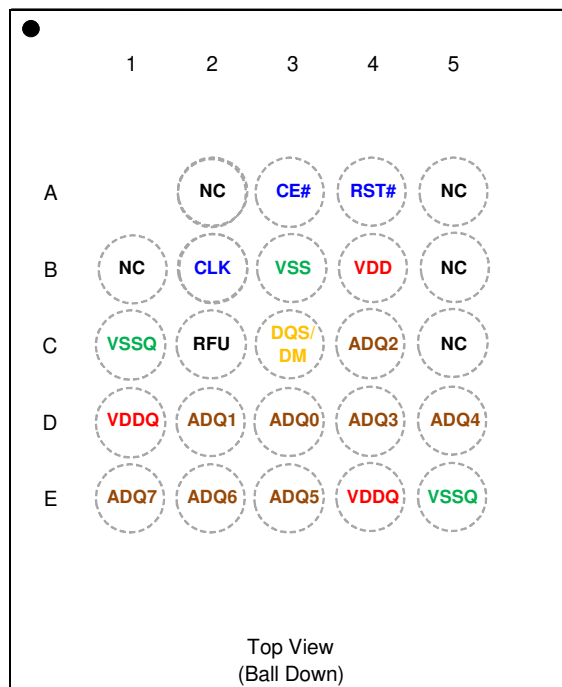 1 2 3 4 5
A NC CE# RST# NC
B NC CLK VSS VDD NC
C VSSQ RFU DQS/ DM ADQ2 NC
D VDDQ ADQ1 ADQ0 ADQ3 ADQ4
E ADQ7 ADQ6 ADQ5 VDDQ VSSQ
Top View
(Ball Down)